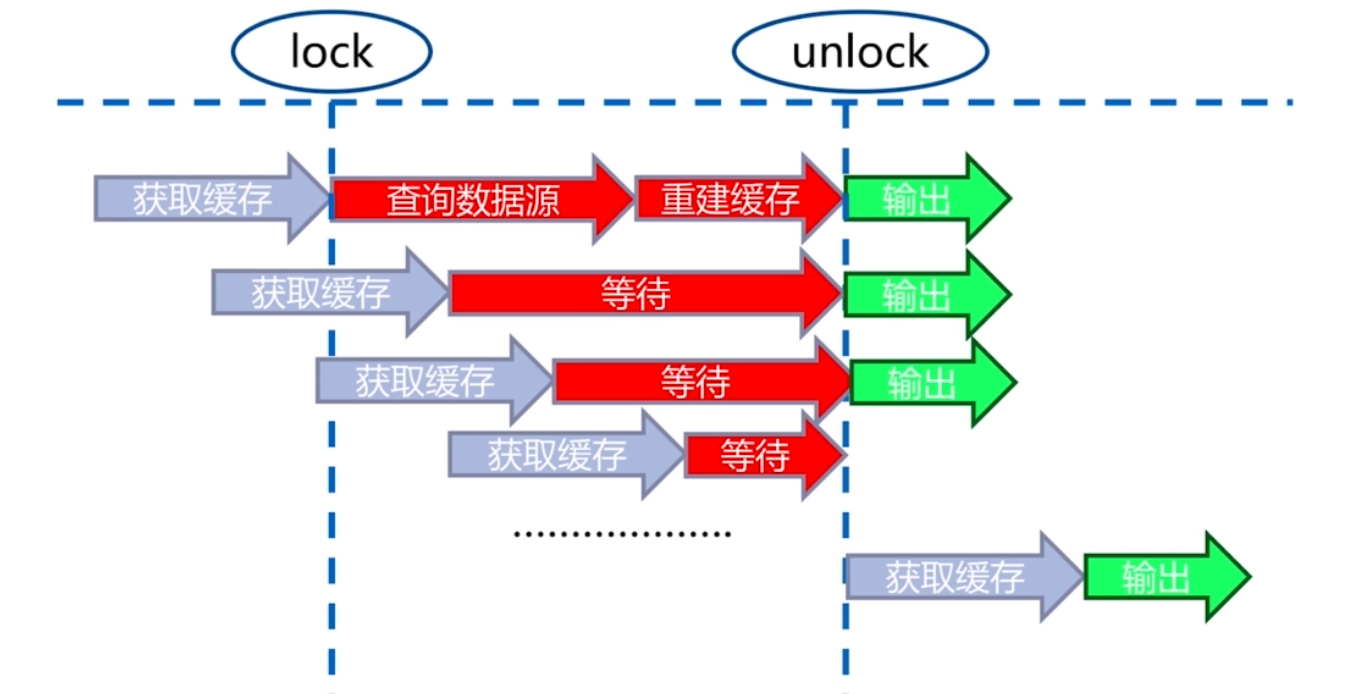 lock unlock
获取缓存 查询数据源 重建缓存 输出
获取缓存 等待 输出
获取缓存 等待 输出
获取缓存 等待
...................
获取缓存 输出